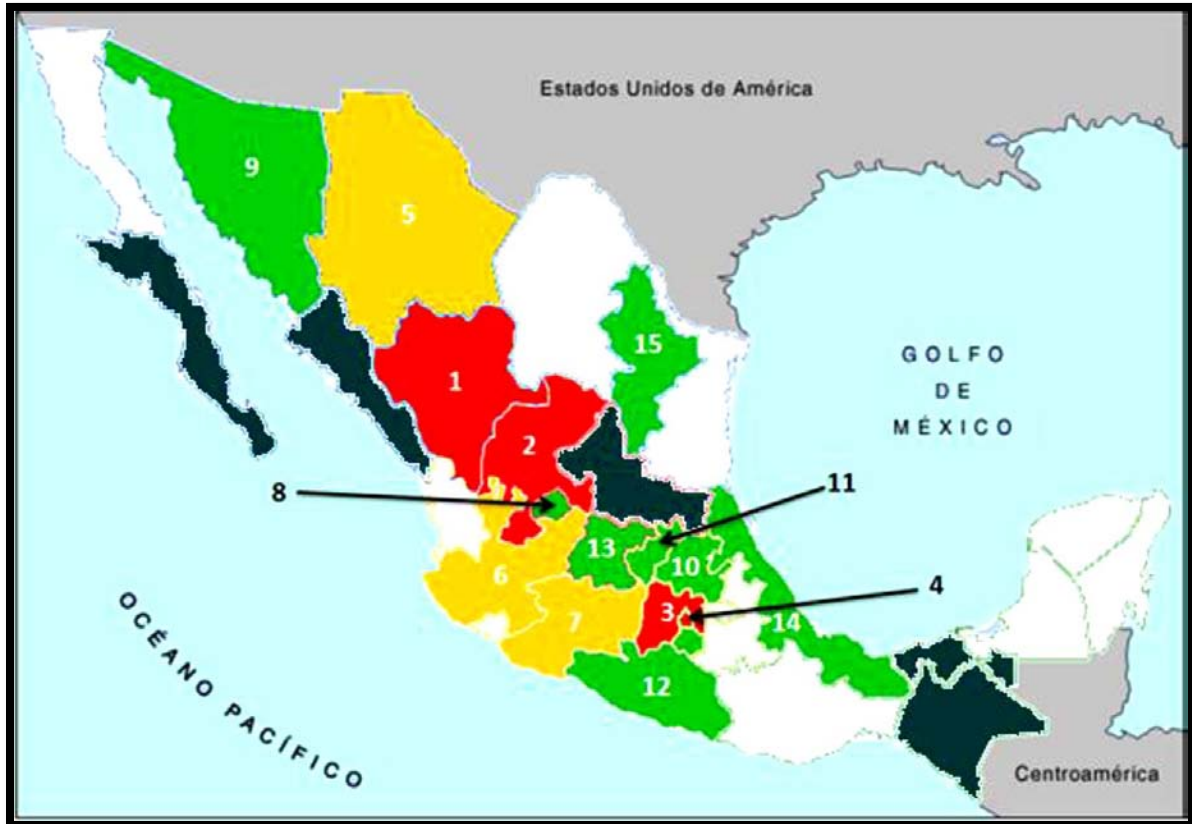 Estados Unidos de América
9
5
15
GOLFO
DE
MÉXICO
1
2
8
11
13
10
6
4
3
7
14
12
OCÉANO PACÍFICO
Centroamérica